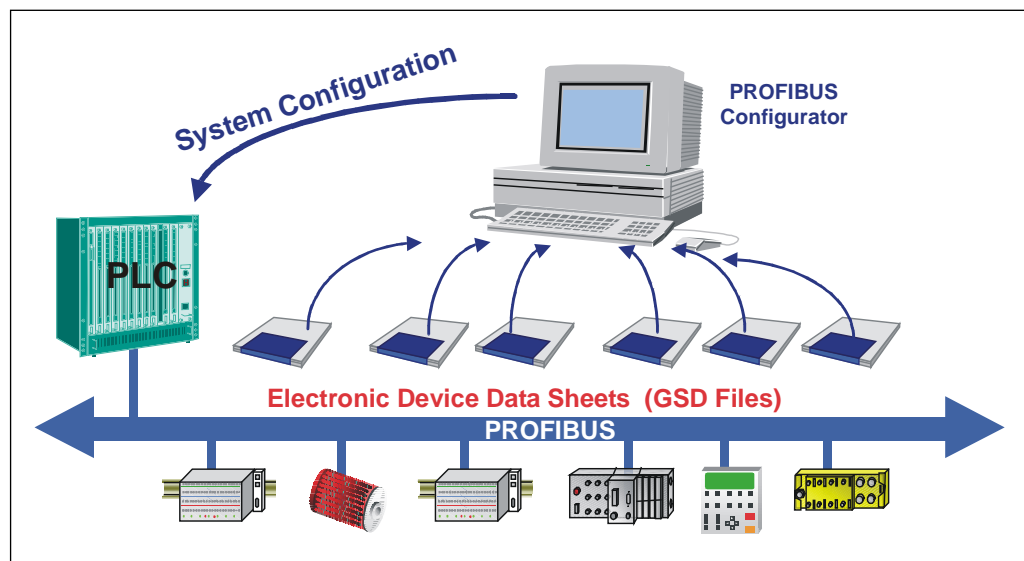 System Configuration
PROFIBUS
Configurator
PLC
Electronic Device Data Sheets (GSD Files)
PROFIBUS